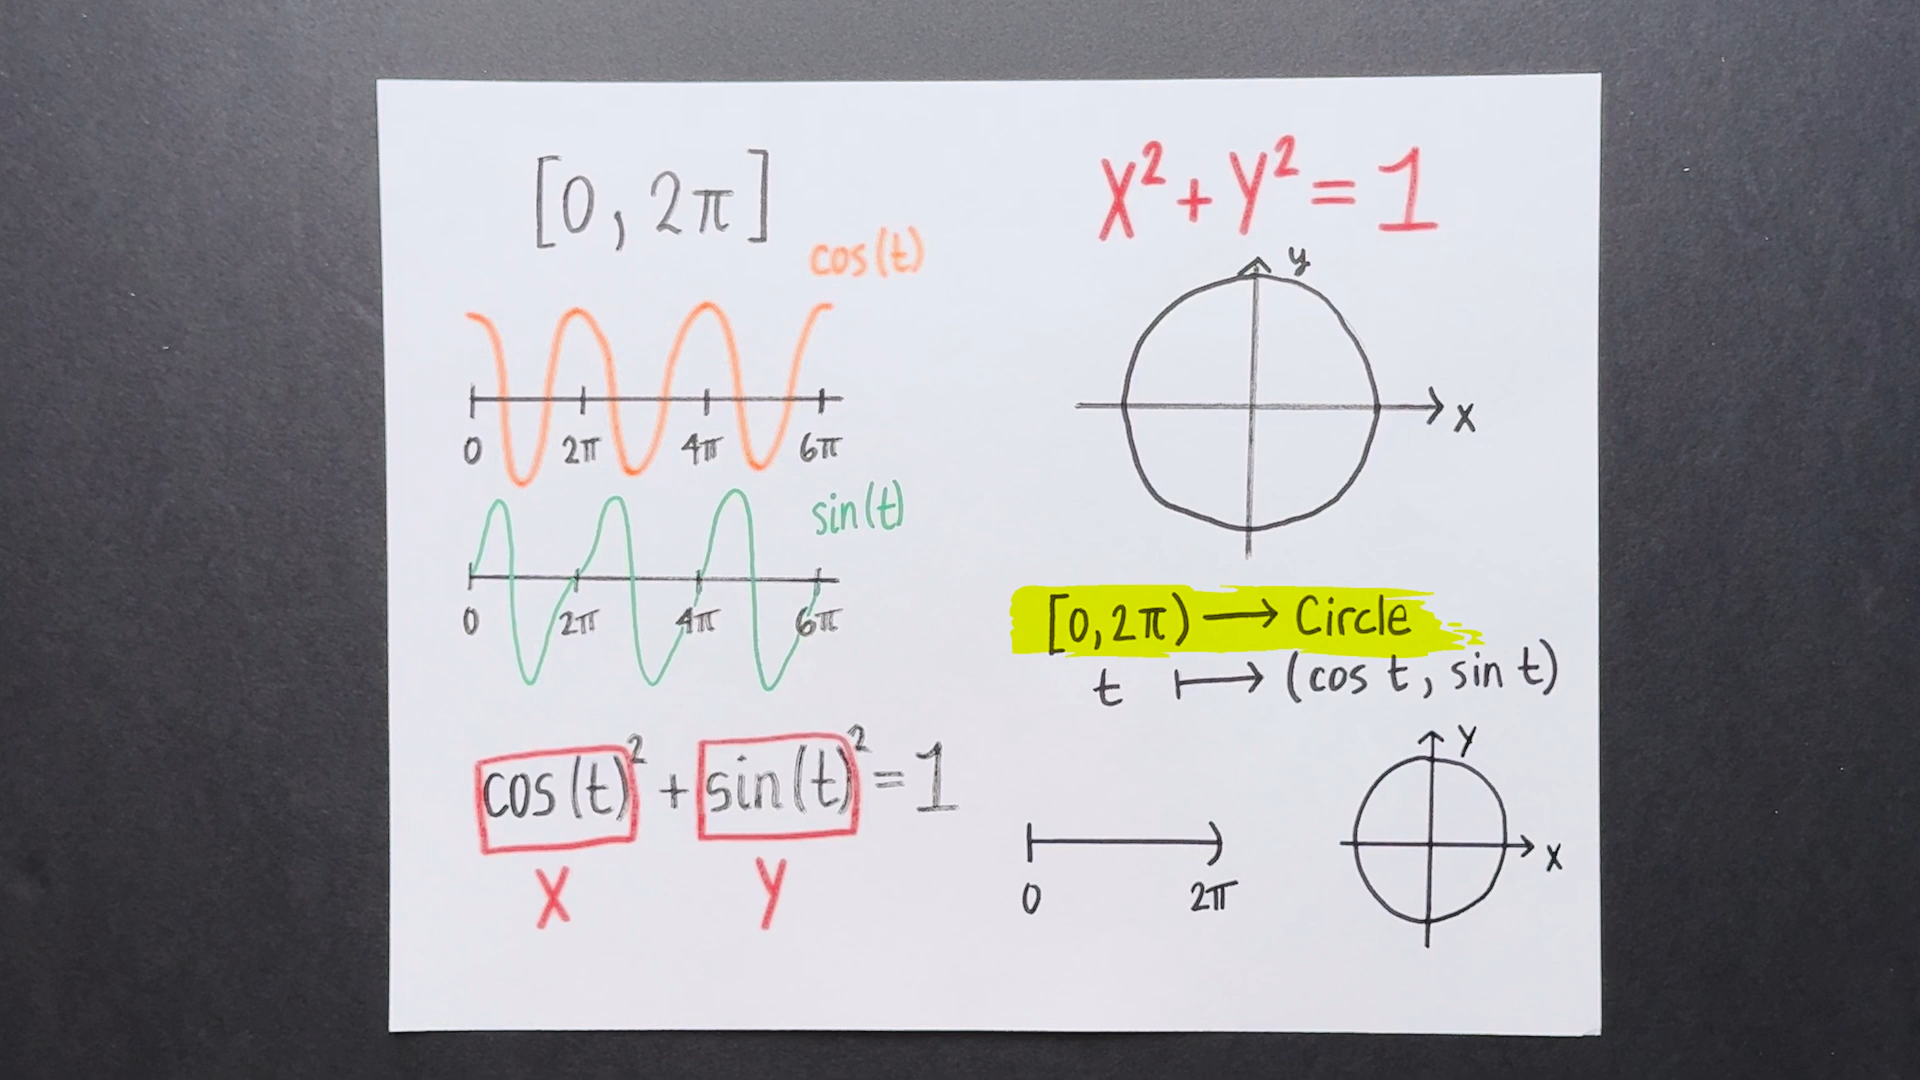 [0, 2π]
cos(t)
0 2π 4π 6π
sin(t)
0 2π 4π 6π
cos(t)² + sin(t)² = 1
X Y
X² + Y² = 1
y
X
[0, 2π) → Circle
t ↦ (cos t, sin t)
0 2π
Y
X